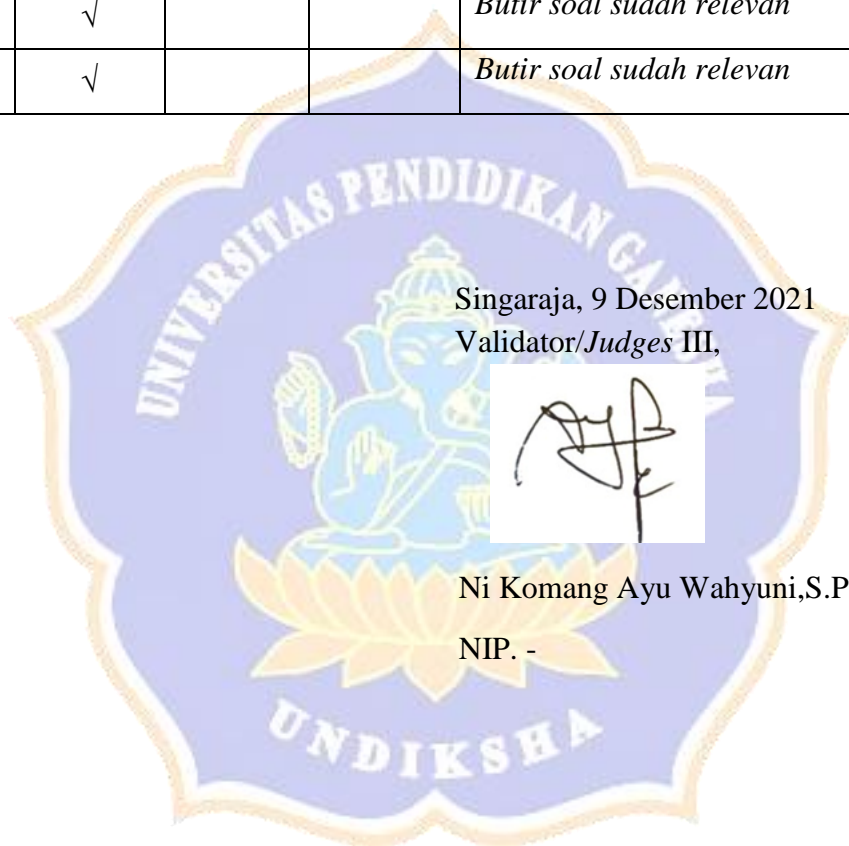 √ Butir soal sudah relevan
√ Butir soal sudah relevan
UNIVERSITAS PENDIDIKAN GANESHA
Singaraja, 9 Desember 2021
Validator/Judges III,
Ni Komang Ayu Wahyuni,S.P
NIP. -
UNDIKSHA